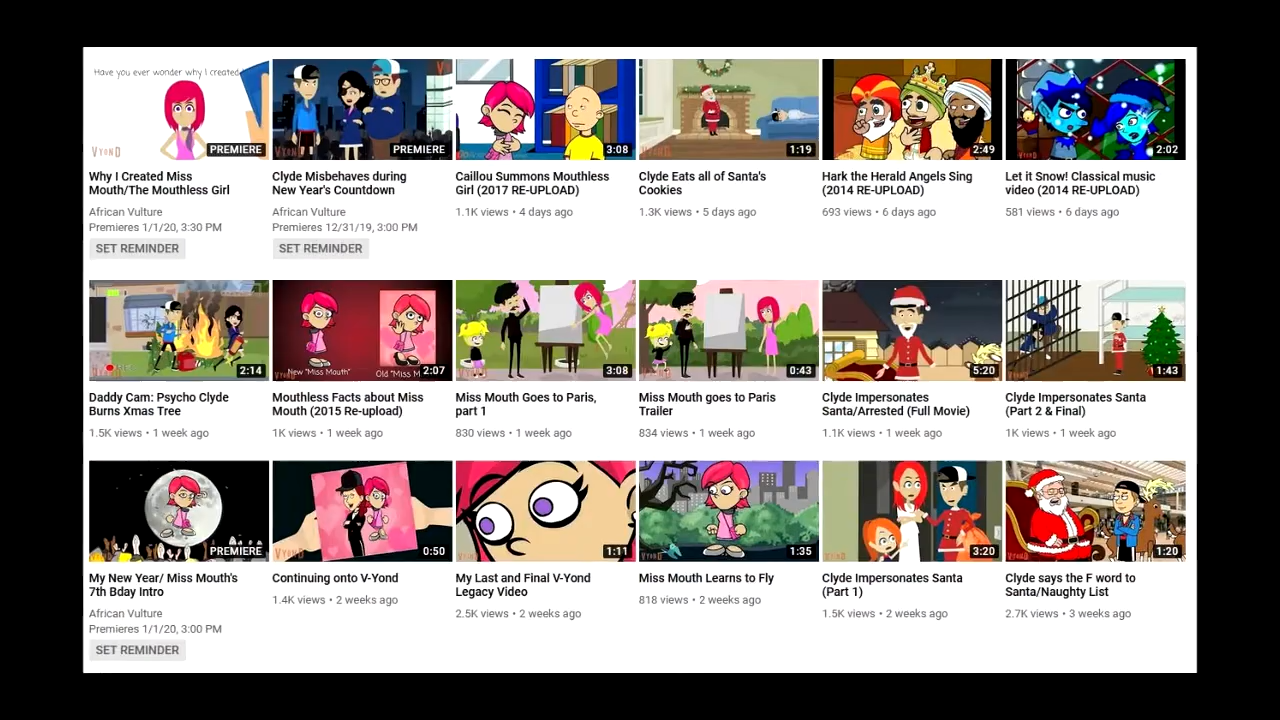 Have you ever wonder why I created
VYOND
PREMIERE
PREMIERE
3:08
1:19
2:49
2:02
Why I Created Miss
Mouth/The Mouthless Girl
African Vulture
Premieres 1/1/20, 3:30 PM
SET REMINDER
Clyde Misbehaves during
New Year's Countdown
African Vulture
Premieres 12/31/19, 3:00 PM
SET REMINDER
Caillou Summons Mouthless
Girl (2017 RE-UPLOAD)
1.1K views • 4 days ago
Clyde Eats all of Santa's
Cookies
1.3K views • 5 days ago
Hark the Herald Angels Sing
(2014 RE-UPLOAD)
693 views • 6 days ago
Let it Snow! Classical music
video (2014 RE-UPLOAD)
581 views • 6 days ago
2:14
New "Miss Mouth"
Old "Miss M
2:07
3:08
0:43
5:20
1:43
Daddy Cam: Psycho Clyde
Burns Xmas Tree
1.5K views • 1 week ago
Mouthless Facts about Miss
Mouth (2015 Re-upload)
1K views • 1 week ago
Miss Mouth Goes to Paris,
part 1
830 views • 1 week ago
Miss Mouth goes to Paris
Trailer
834 views • 1 week ago
Clyde Impersonates
Santa/Arrested (Full Movie)
1.1K views • 1 week ago
Clyde Impersonates Santa
(Part 2 & Final)
1K views • 1 week ago
PREMIERE
0:50
1:11
1:35
3:20
1:20
My New Year/ Miss Mouth's
7th Bday Intro
African Vulture
Premieres 1/1/20, 3:00 PM
SET REMINDER
Continuing onto V-Yond
1.4K views • 2 weeks ago
My Last and Final V-Yond
Legacy Video
2.5K views • 2 weeks ago
Miss Mouth Learns to Fly
818 views • 2 weeks ago
Clyde Impersonates Santa
(Part 1)
1.5K views • 2 weeks ago
Clyde says the F word to
Santa/Naughty List
2.7K views • 3 weeks ago